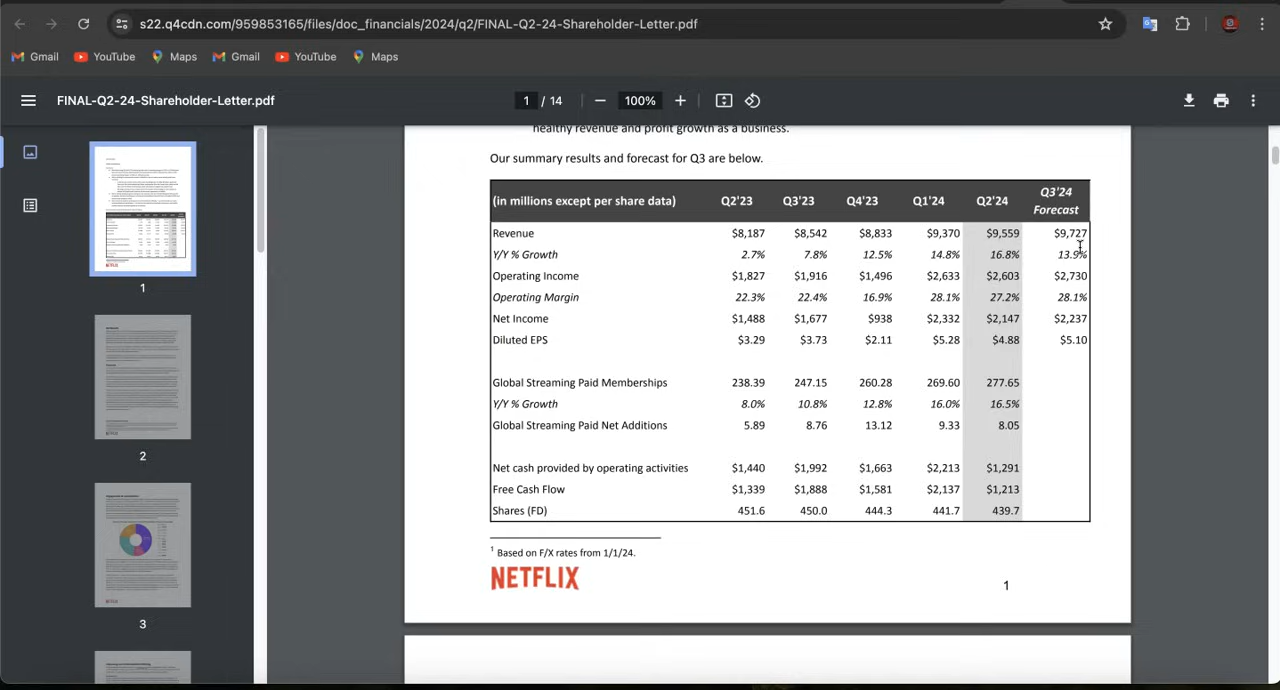 s22.q4cdn.com/959853165/files/doc_financials/2024/q2/FINAL-Q2-24-Shareholder-Letter.pdf
Gmail YouTube Maps Gmail YouTube Maps
FINAL-Q2-24-Shareholder-Letter.pdf 1 / 14 100%
healthy revenue and profit growth as a business.
Our summary results and forecast for Q3 are below.
(in millions except per share data) Q2'23 Q3'23 Q4'23 Q1'24 Q2'24 Q3'24 Forecast
Revenue $8,187 $8,542 $8,833 $9,370 $9,559 $9,727
Y/Y % Growth 2.7% 7.8% 12.5% 14.8% 16.8% 13.9%
Operating Income $1,827 $1,916 $1,496 $2,633 $2,603 $2,730
Operating Margin 22.3% 22.4% 16.9% 28.1% 27.2% 28.1%
Net Income $1,488 $1,677 $938 $2,332 $2,147 $2,237
Diluted EPS $3.29 $3.73 $2.11 $5.28 $4.88 $5.10
Global Streaming Paid Memberships 238.39 247.15 260.28 269.60 277.65
Y/Y % Growth 8.0% 10.8% 12.8% 16.0% 16.5%
Global Streaming Paid Net Additions 5.89 8.76 13.12 9.33 8.05
Net cash provided by operating activities $1,440 $1,992 $1,663 $2,213 $1,291
Free Cash Flow $1,339 $1,888 $1,581 $2,137 $1,213
Shares (FD) 451.6 450.0 444.3 441.7 439.7
1 Based on F/X rates from 1/1/24.
NETFLIX 1
1
2
3